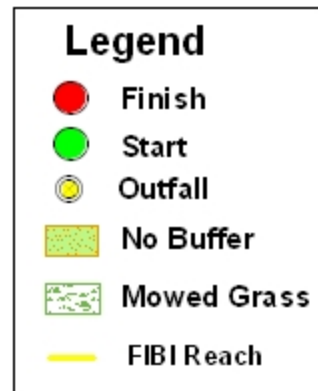 Legend
Finish
Start
Outfall
No Buffer
Mowed Grass
FIBI Reach